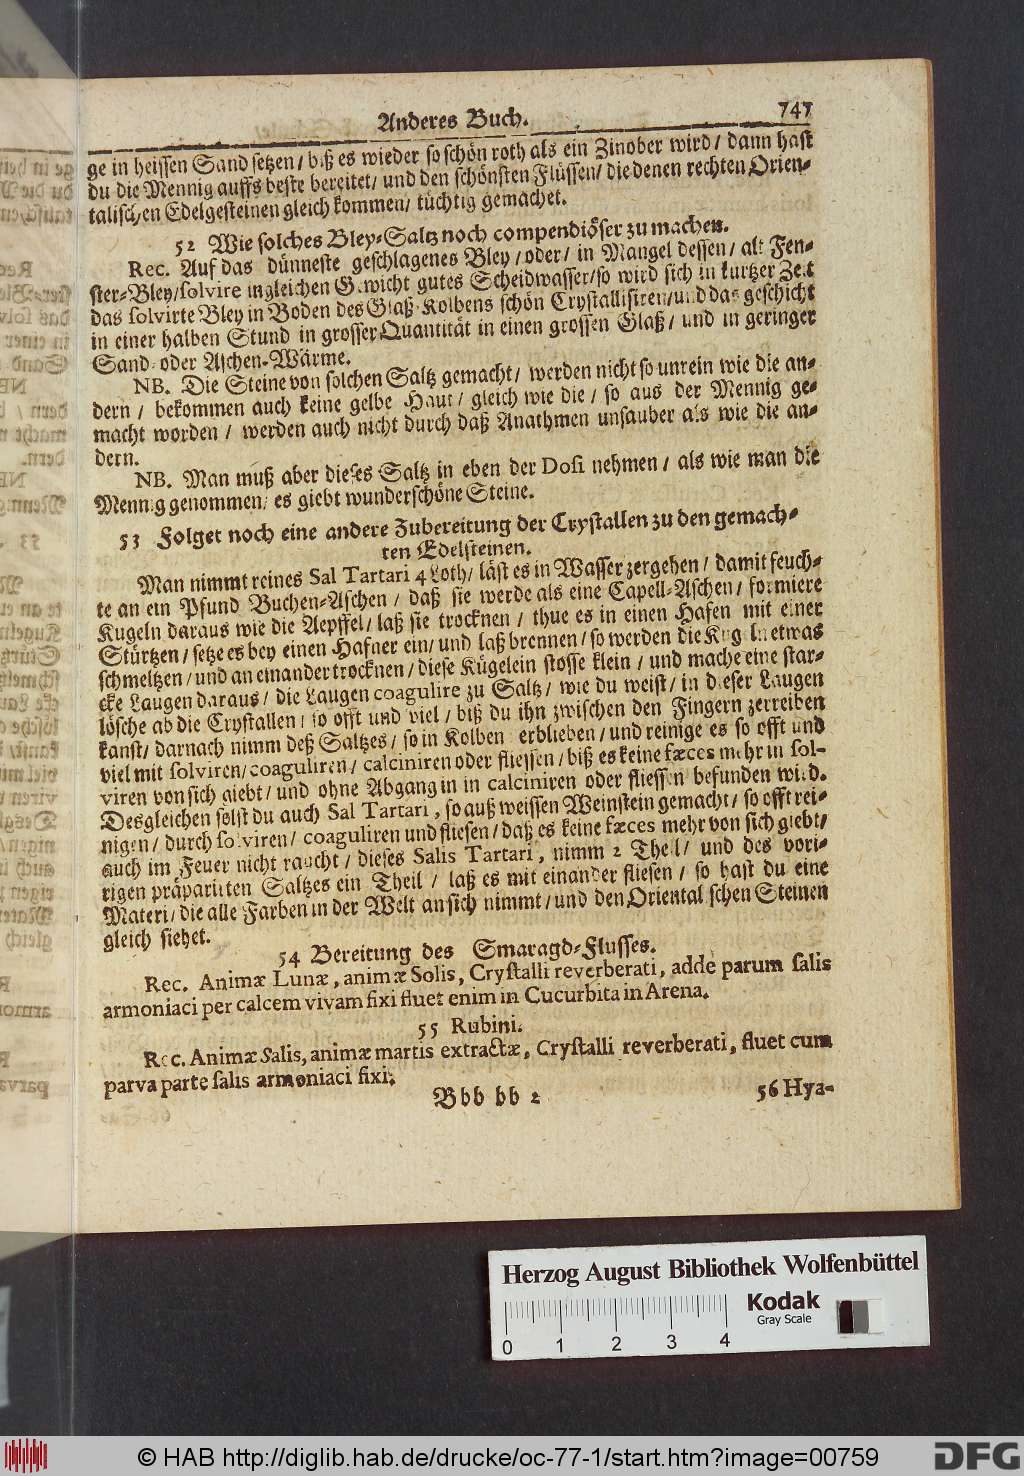 Anderes Buch. 747
ge in heissen Sand setzen / biß es wieder so schön roth als ein Zinober wird / dann hast
du die Mennig auffs beste bereitet / und den schönsten Flüssen / die denen rechten Orien-
talischen Edelgesteinen gleich kommen / tüchtig gemachet.
52 Wie solches Bley-Saltz noch compendiöser zu machen.
Rec. Auf das dünneste geschlagenes Bley / oder / in Mangel dessen / alt Fen-
ster-Bley / solvire in gleichen Gewicht gutes Scheidwasser / so wird sich in kurtzer Zeit
das solvirte Bley in Boden des Glaß-Kolbens schön Crystallisiren / und das geschicht
in einer halben Stund in grosser Quantität in einen grossen Glaß / und in geringer
Sand- oder Aschen-Wärme.
NB. Die Steine von solchen Saltz gemacht / werden nicht so unrein wie die an-
dern / bekommen auch keine gelbe Haut / gleich wie die / so aus der Mennig ge-
macht worden / werden auch nicht durch daß Anathmen unsauber als wie die an-
dern.
NB. Man muß aber dieses Saltz in eben der Dosi nehmen / als wie man die
Mennig genommen / es giebt wunderschöne Steine.
53 Folget noch eine andere Zubereitung der Crystallen zu den gemach-
ten Edelsteinen.
Man nimmt reines Sal Tartari 4 Loth / läst es in Wasser zergehen / damit feuch-
te an ein Pfund Buchen-Aschen / daß sie werde als eine Capell-Aschen / formiere
Kugeln daraus wie die Aepffel / laß sie trocknen / thue es in einen Hafen mit einer
Stürtzen / setze es bey einen Hafner ein / und laß brennen / so werden die Kugeln etwas
schmeltzen / und an einander trocknen / diese Kügelein stosse klein / und mache eine star-
cke Laugen daraus / die Laugen coagulire zu Saltz / wie du weist / in dieser Laugen
lösche ab die Crystallen / so offt und viel / biß du ihn zwischen den Fingern zerreiben
kanst / darnach nimm deß Saltzes / so in Kolben erblieben / und reinige es so offt und
viel mit solviren / coaguliren / calciniren oder fliessen / biß es keine fæces mehr in sol-
viren von sich giebt / und ohne Abgang in in calciniren oder fliessen befunden wird.
Desgleichen solst du auch Sal Tartari, so auß weissen Weinstein gemacht / so offt rei-
nigen / durch solviren / coaguliren und fliesen / daß es keine fæces mehr von sich giebt /
auch im Feuer nicht raucht / dieses Salis Tartari, nimm 2 Theil / und des vori-
rigen präparirten Saltzes ein Theil / laß es mit einander fliesen / so hast du eine
Materi / die alle Farben in der Welt an sich nimmt / und den Orientalischen Steinen
gleich siehet.
54 Bereitung des Smaragd-Flusses.
Rec. Animæ Lunæ, animæ Solis, Crystalli reverberati, adde parum salis
armoniaci per calcem vivam fixi fluet enim in Cucurbita in Arena.
55 Rubini.
Rec. Animæ Salis, animæ martis extractæ, Crystalli reverberati, fluet cum
parva parte salis armoniaci fixi.
Bbb bb 2 56 Hya-
Herzog August Bibliothek Wolfenbüttel
Kodak
Gray Scale
0 1 2 3 4
© HAB http://diglib.hab.de/drucke/oc-77-1/start.htm?image=00759
DFG